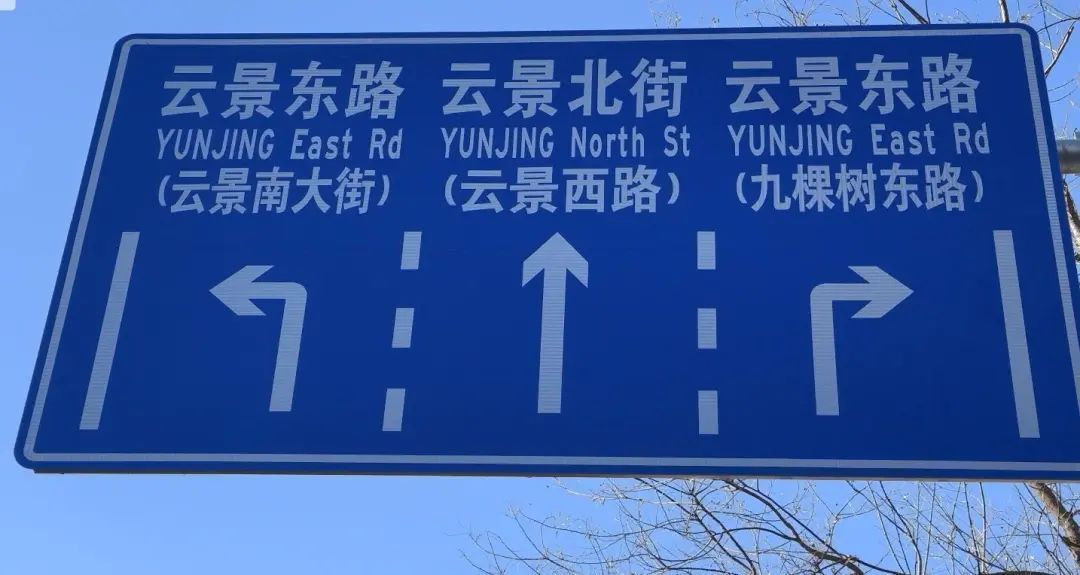 云景东路 云景北街 云景东路
YUNJING East Rd YUNJING North St YUNJING East Rd
(云景南大街) (云景西路) (九棵树东路)